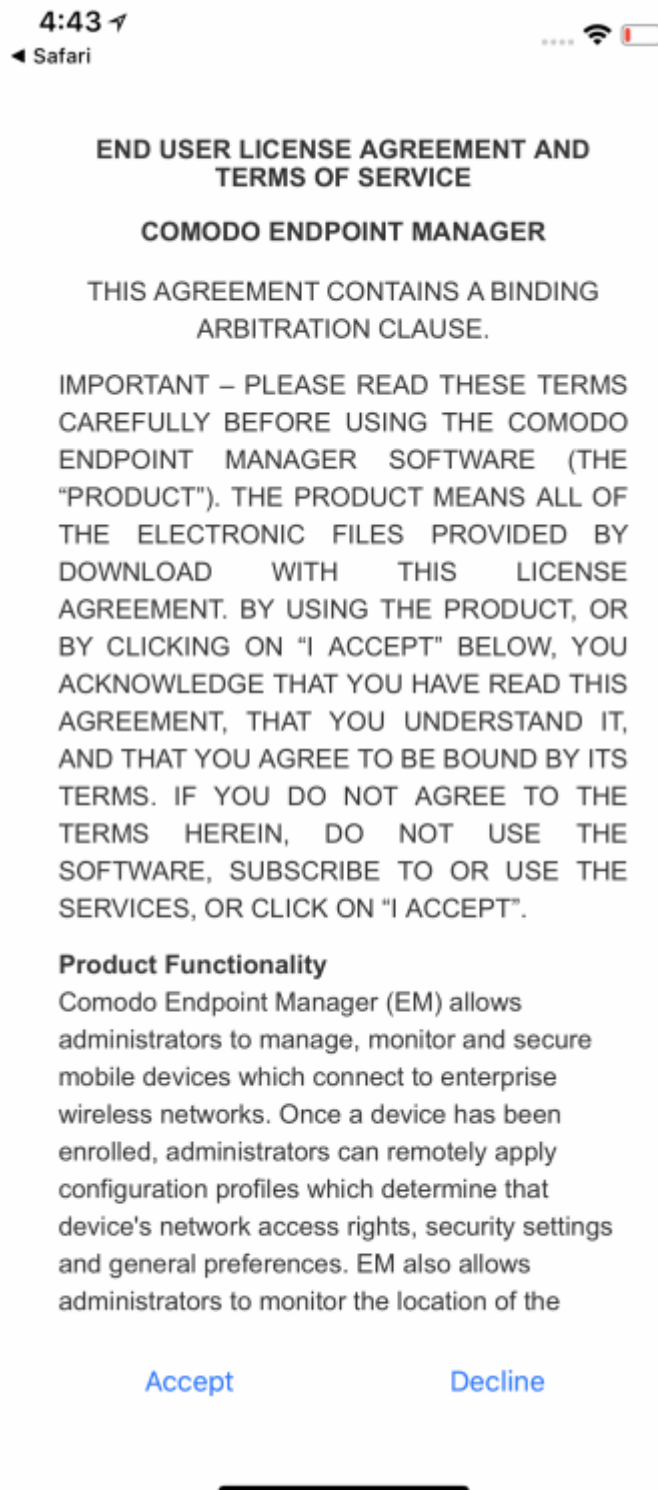 4:43
◀ Safari
END USER LICENSE AGREEMENT AND
TERMS OF SERVICE
COMODO ENDPOINT MANAGER
THIS AGREEMENT CONTAINS A BINDING
ARBITRATION CLAUSE.
IMPORTANT – PLEASE READ THESE TERMS
CAREFULLY BEFORE USING THE COMODO
ENDPOINT MANAGER SOFTWARE (THE
“PRODUCT”). THE PRODUCT MEANS ALL OF
THE ELECTRONIC FILES PROVIDED BY
DOWNLOAD WITH THIS LICENSE
AGREEMENT. BY USING THE PRODUCT, OR
BY CLICKING ON “I ACCEPT” BELOW, YOU
ACKNOWLEDGE THAT YOU HAVE READ THIS
AGREEMENT, THAT YOU UNDERSTAND IT,
AND THAT YOU AGREE TO BE BOUND BY ITS
TERMS. IF YOU DO NOT AGREE TO THE
TERMS HEREIN, DO NOT USE THE
SOFTWARE, SUBSCRIBE TO OR USE THE
SERVICES, OR CLICK ON “I ACCEPT”.
Product Functionality
Comodo Endpoint Manager (EM) allows
administrators to manage, monitor and secure
mobile devices which connect to enterprise
wireless networks. Once a device has been
enrolled, administrators can remotely apply
configuration profiles which determine that
device's network access rights, security settings
and general preferences. EM also allows
administrators to monitor the location of the
Accept Decline